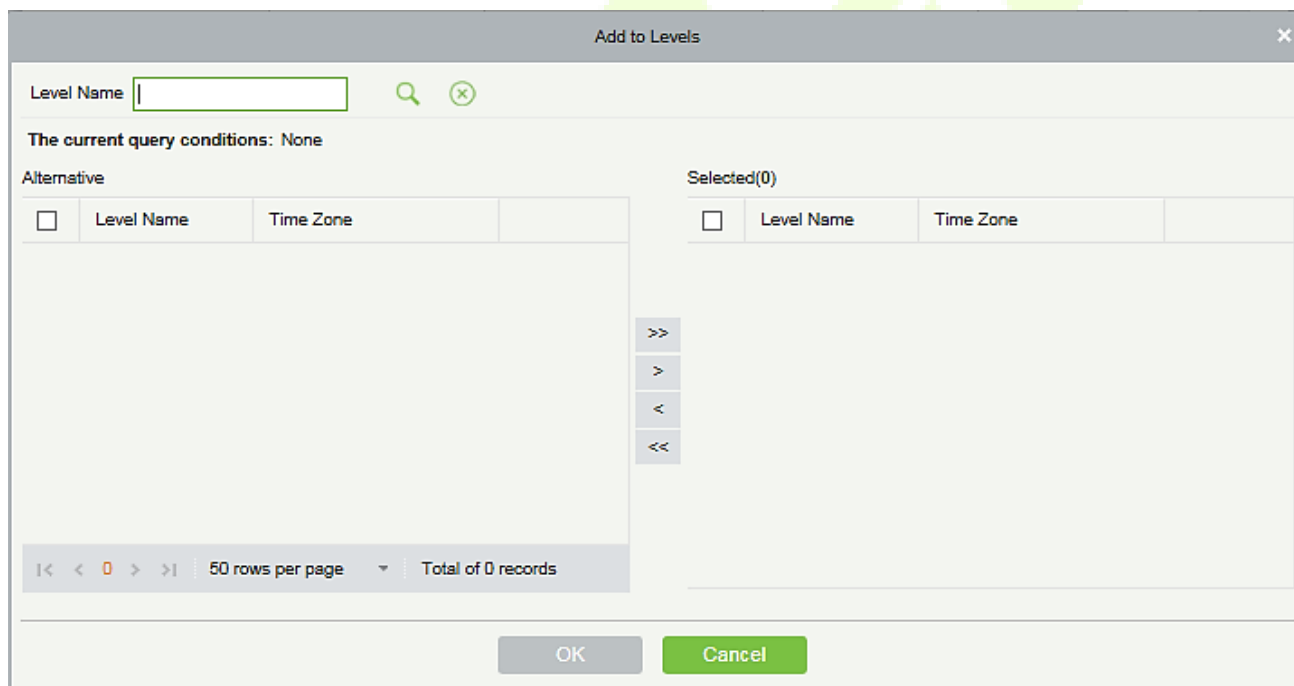 Add to Levels
Level Name
The current query conditions: None
Alternative
Selected(0)
Level Name Time Zone
Level Name Time Zone
>>
>
<
<<
|< < 0 > >| 50 rows per page Total of 0 records
OK Cancel